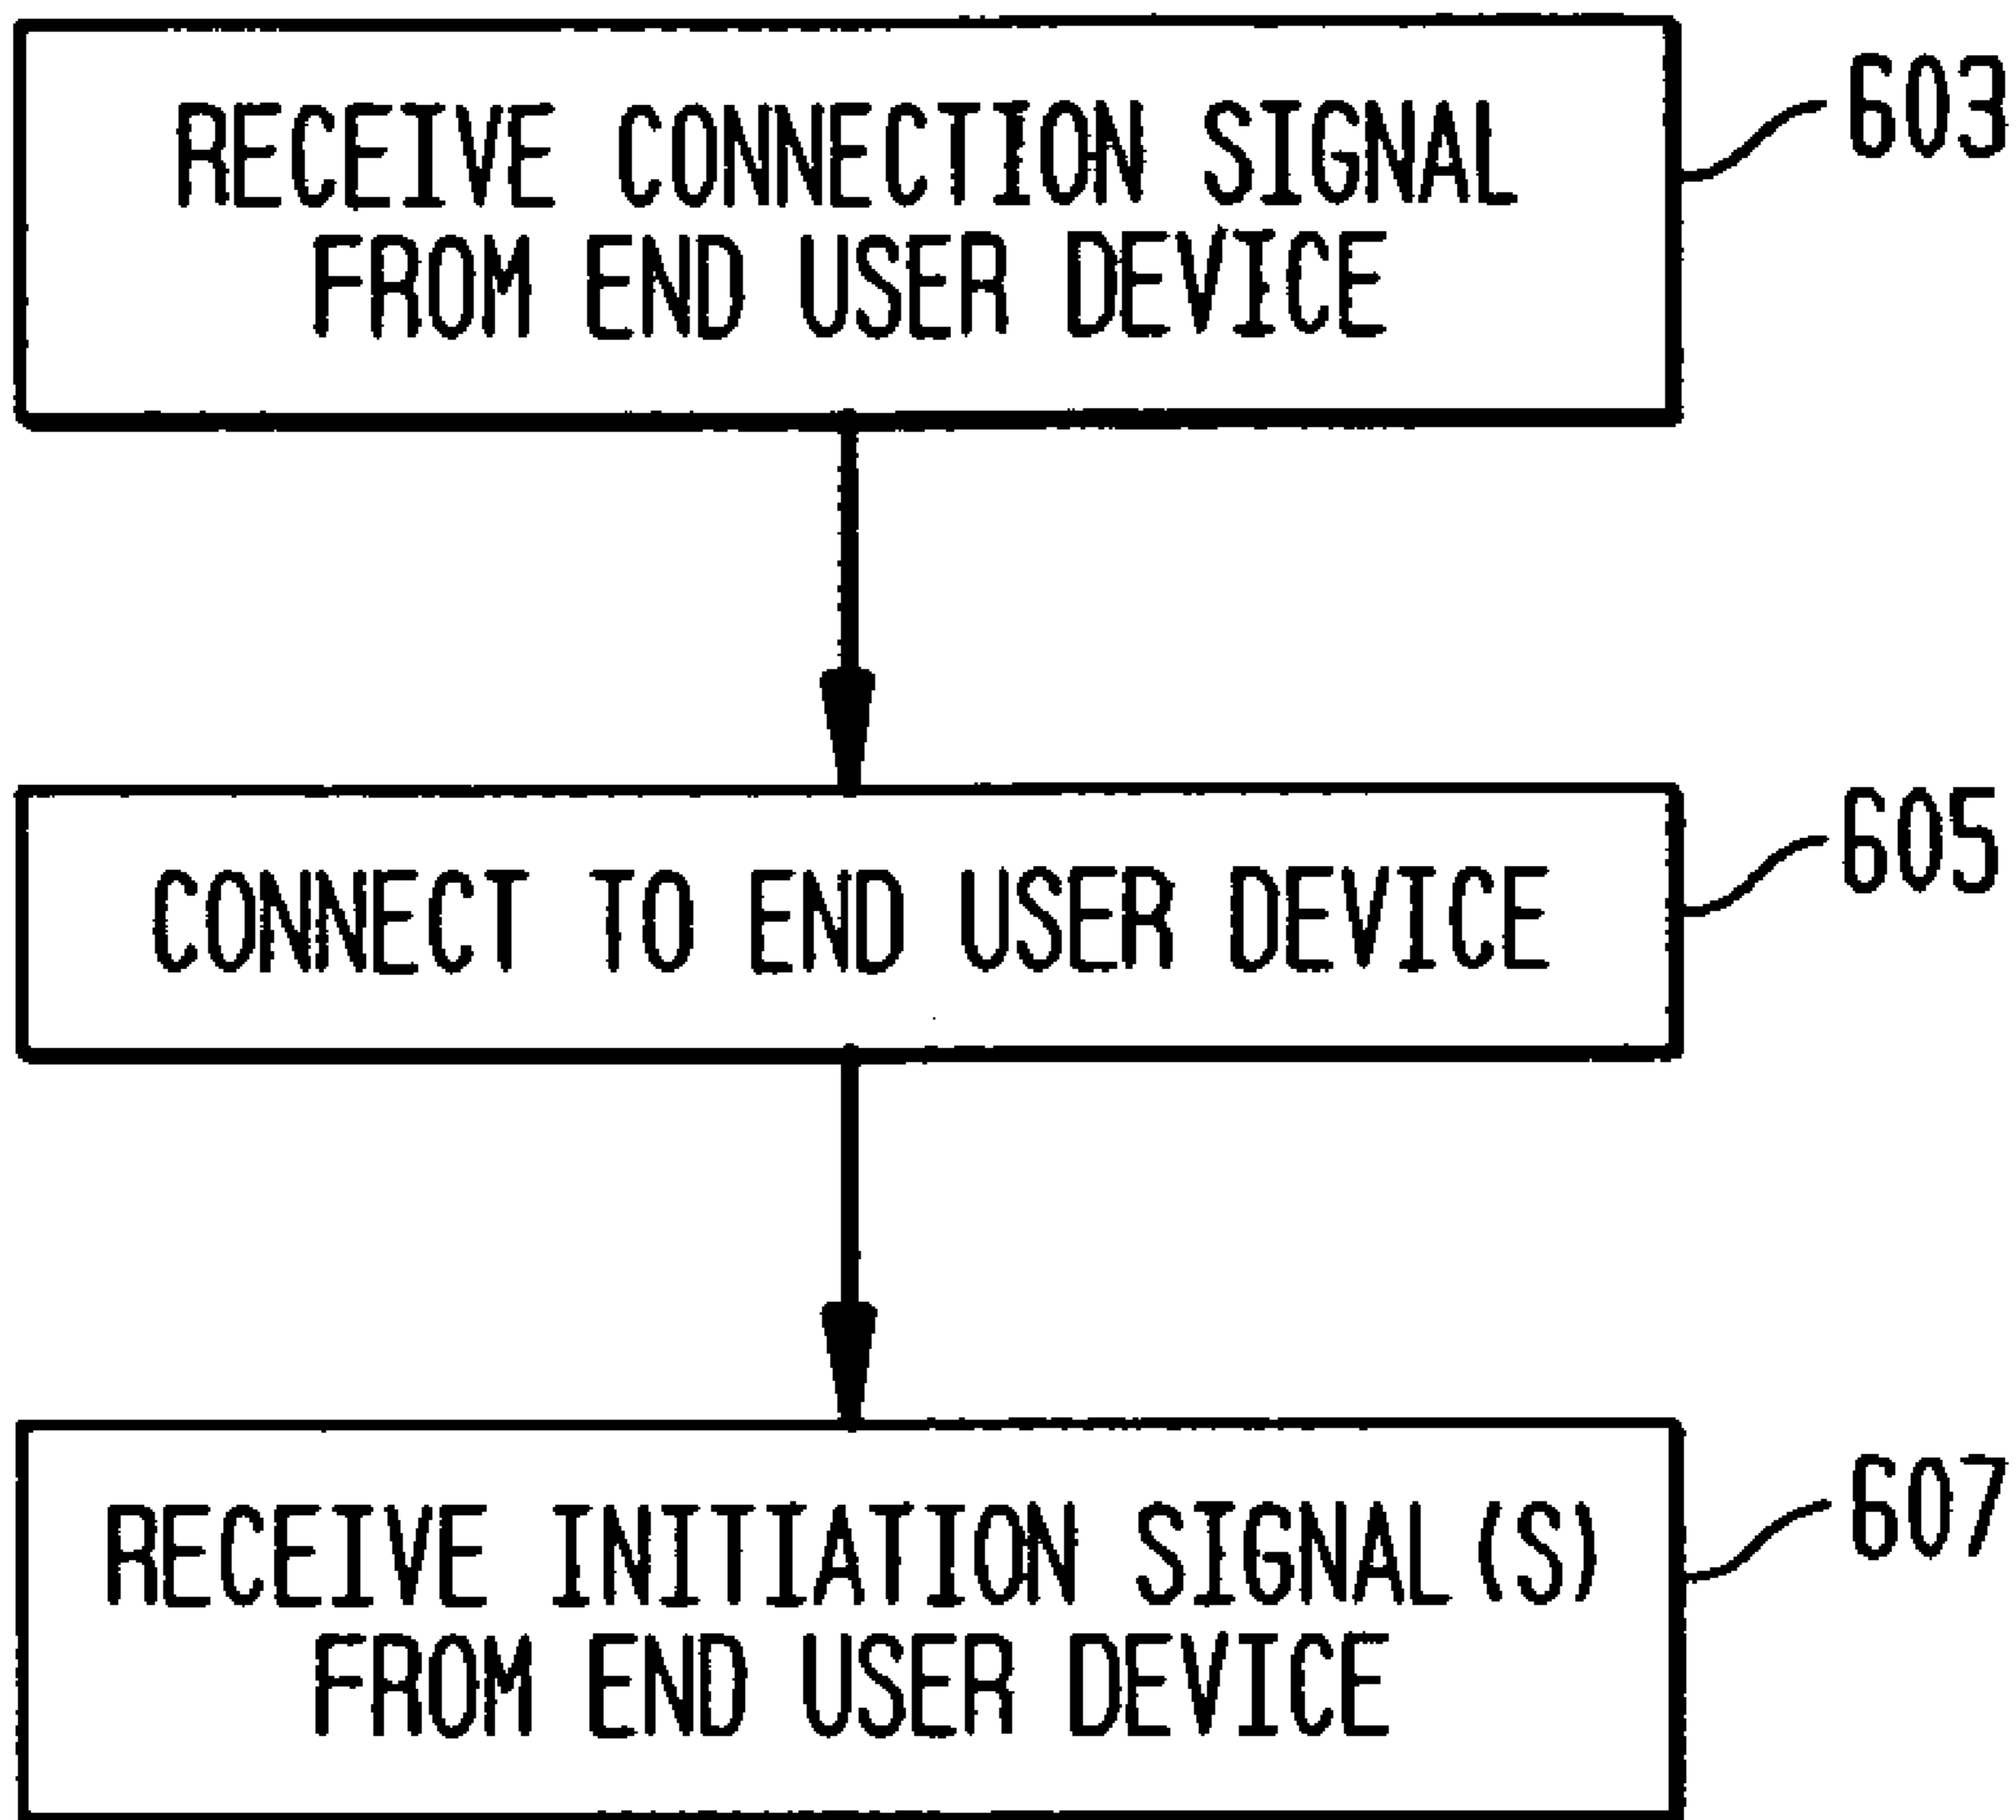 RECEIVE CONNECTION SIGNAL
FROM END USER DEVICE
603
CONNECT TO END USER DEVICE
605
RECEIVE INITIATION SIGNAL(S)
FROM END USER DEVICE
607